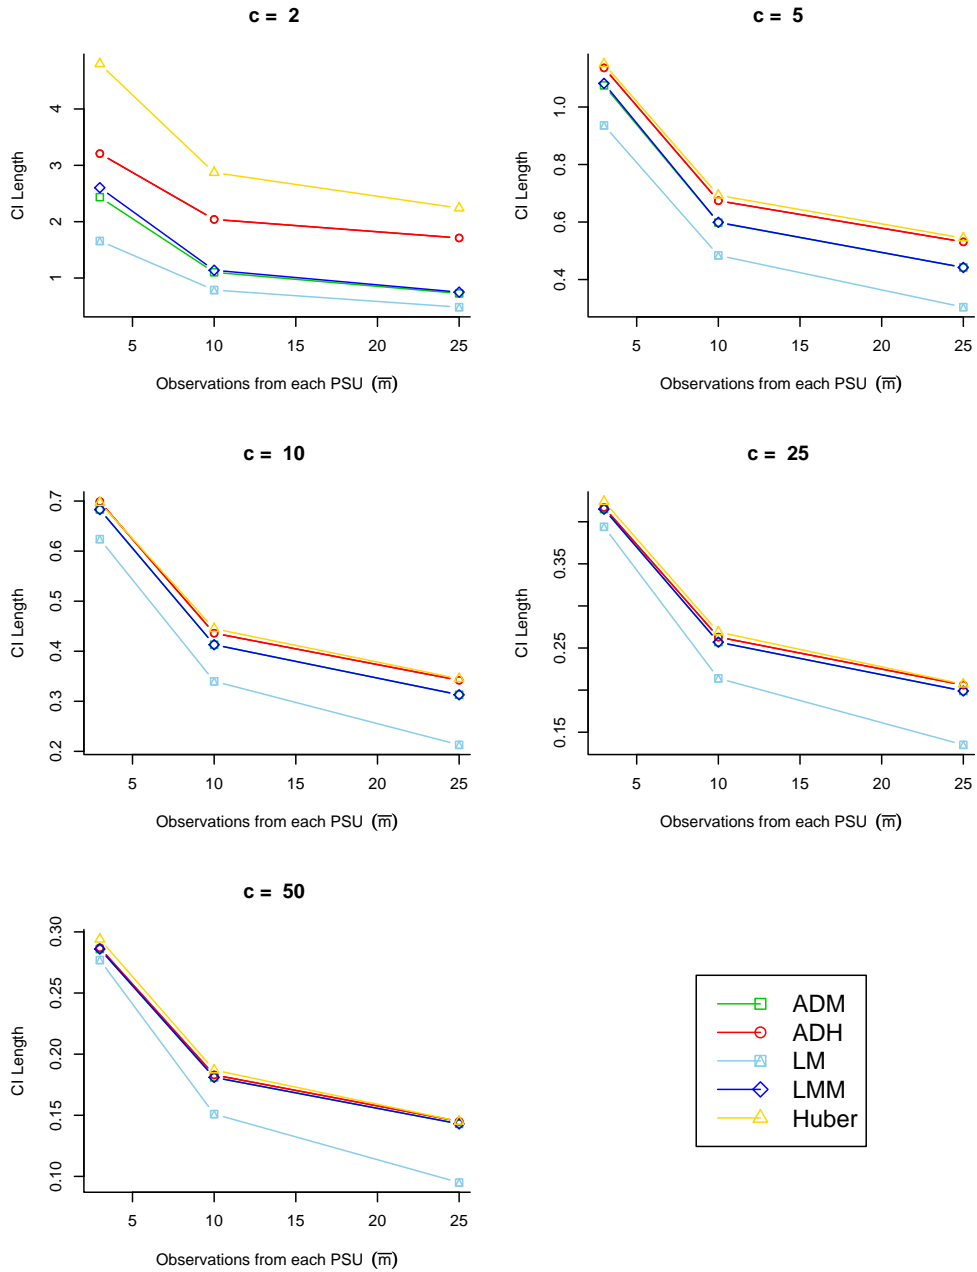 c = 2
CI Length
4
3
2
1
5 10 15 20 25
Observations from each PSU (m̅)
c = 5
CI Length
1.0
0.8
0.6
0.4
5 10 15 20 25
Observations from each PSU (m̅)
c = 10
CI Length
0.7
0.6
0.5
0.4
0.3
0.2
5 10 15 20 25
Observations from each PSU (m̅)
c = 25
CI Length
0.35
0.25
0.15
5 10 15 20 25
Observations from each PSU (m̅)
c = 50
CI Length
0.30
0.25
0.20
0.15
0.10
5 10 15 20 25
Observations from each PSU (m̅)
ADM
ADH
LM
LMM
Huber